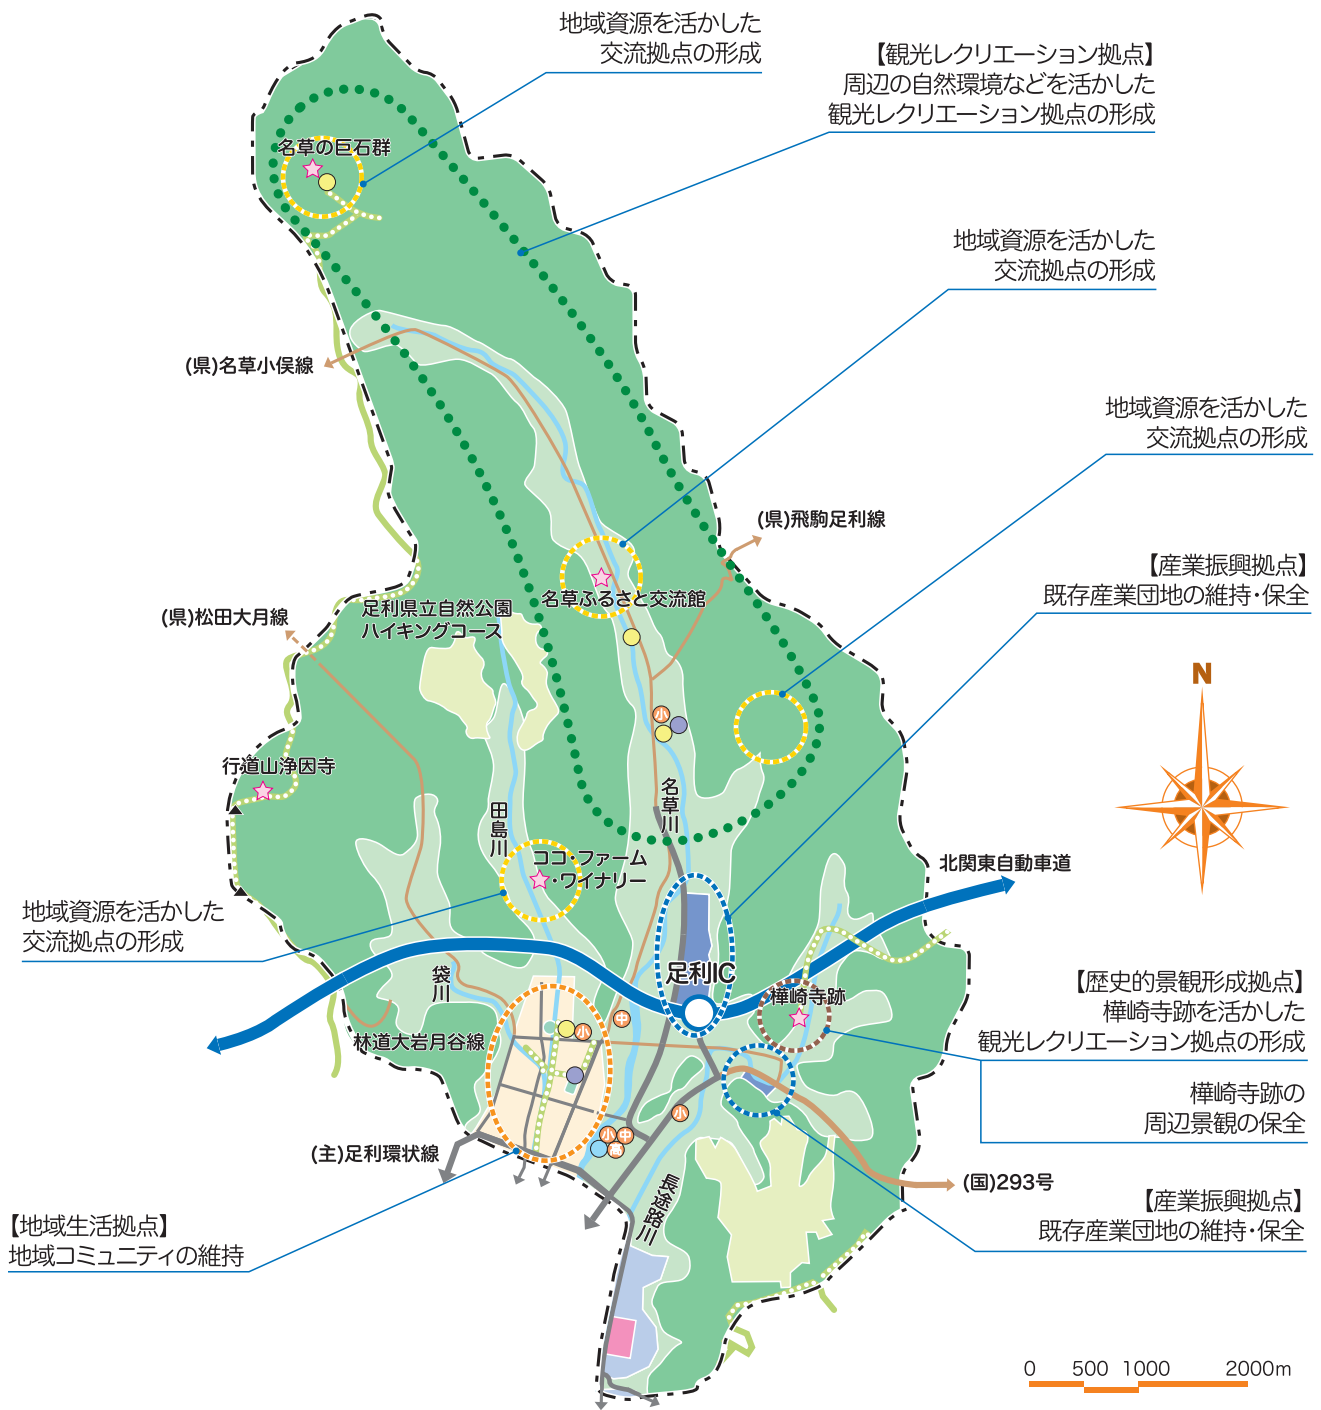 地域資源を活かした
交流拠点の形成
【観光レクリエーション拠点】
周辺の自然環境などを活かした
観光レクリエーション拠点の形成
名草の巨石群
地域資源を活かした
交流拠点の形成
(県)名草小俣線
地域資源を活かした
交流拠点の形成
(県)飛駒足利線
【産業振興拠点】
既存産業団地の維持・保全
(県)松田大月線
足利県立自然公園
ハイキングコース
名草ふるさと交流館
N
小
行道山浄因寺
名草川
田島川
ココ・ファーム
・ワイナリー
北関東自動車道
地域資源を活かした
交流拠点の形成
袋川
足利IC
樺崎寺跡
【歴史的景観形成拠点】
樺崎寺跡を活かした
観光レクリエーション拠点の形成
林道大岩月谷線
小
中
樺崎寺跡の
周辺景観の保全
小
小
中
高
(主)足利環状線
長途路川
(国)293号
【産業振興拠点】
既存産業団地の維持・保全
【地域生活拠点】
地域コミュニティの維持
0 500 1000 2000m